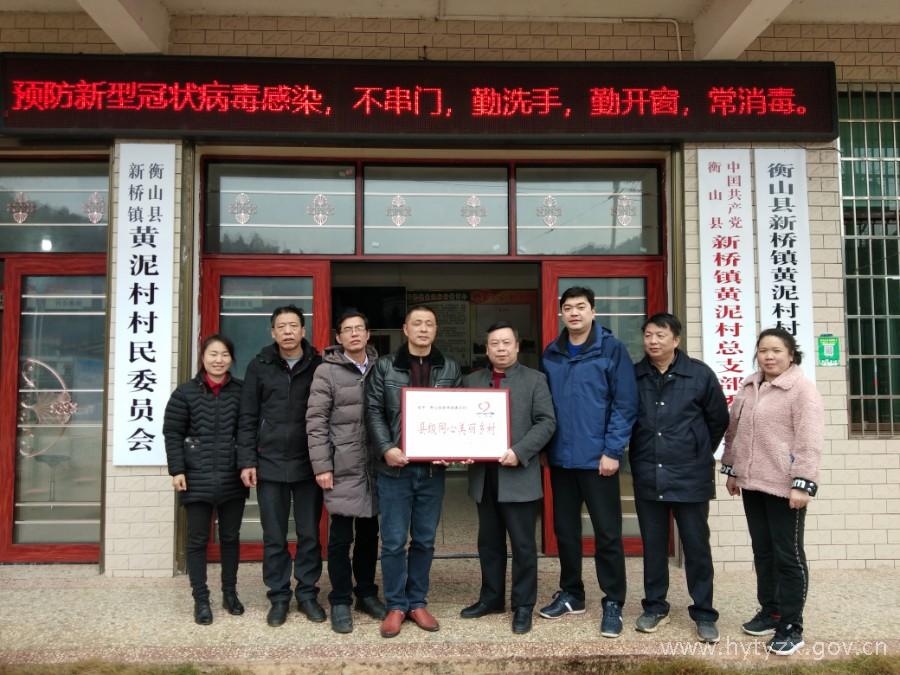 预防新型冠状病毒感染，不串门，勤洗手，勤开窗，常消毒。
衡山县
新桥镇
黄泥村村民委员会
中国共产党
衡山县
新桥镇黄泥村总支部
衡山县新桥镇黄泥村村
县级同心美丽乡村
www.hytyzx.gov.cn